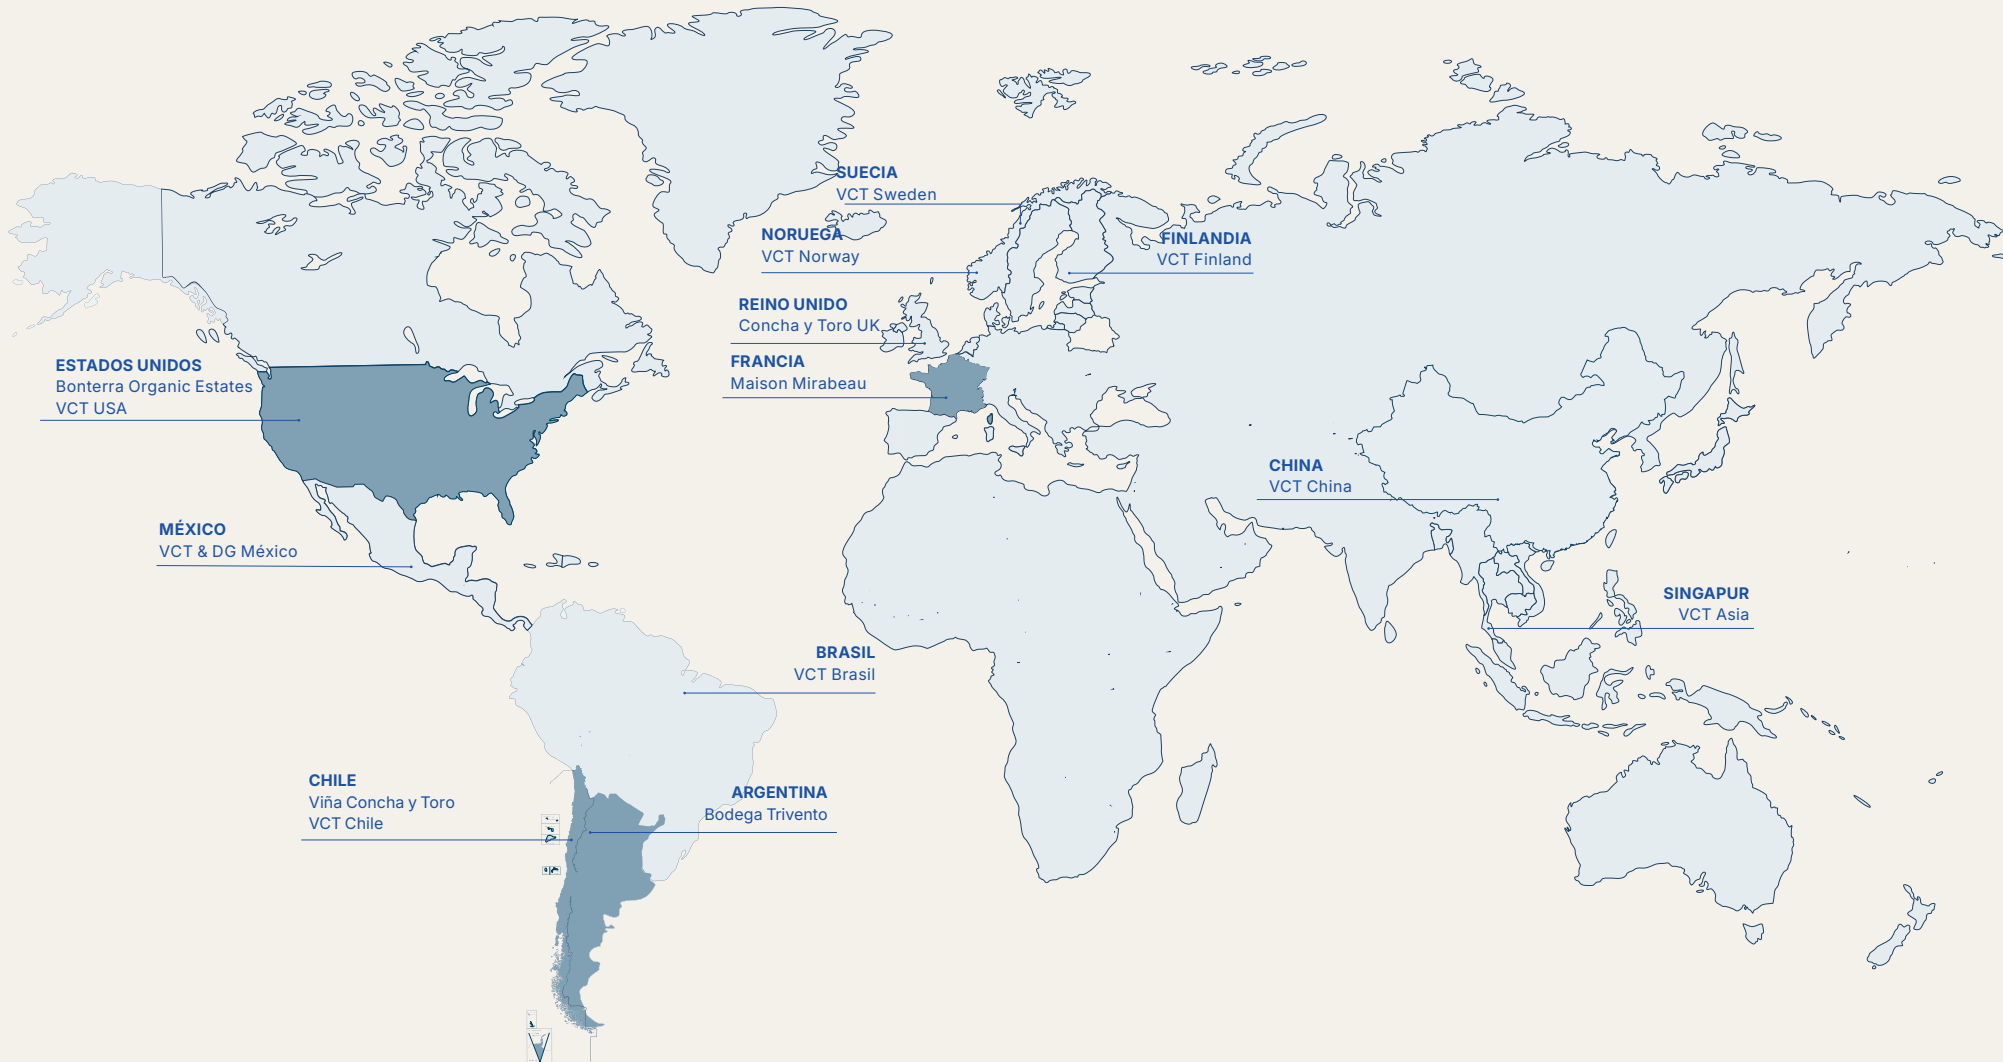 SUECIA
VCT Sweden
NORUEGA
VCT Norway
FINLANDIA
VCT Finland
REINO UNIDO
Concha y Toro UK
FRANCIA
Maison Mirabeau
ESTADOS UNIDOS
Bonterra Organic Estates
VCT USA
CHINA
VCT China
MÉXICO
VCT & DG México
SINGAPUR
VCT Asia
BRASIL
VCT Brasil
CHILE
Viña Concha y Toro
VCT Chile
ARGENTINA
Bodega Trivento